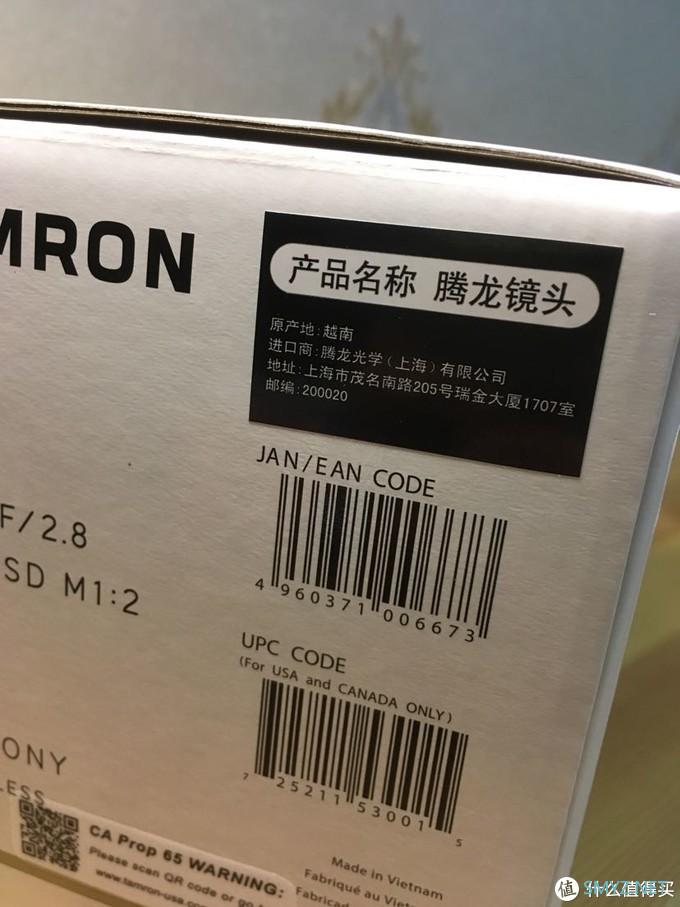 MRON
产品名称 腾龙镜头
原产地:越南
进口商:腾龙光学(上海)有限公司
地址:上海市茂名南路205号瑞金大厦1707室
邮编:200020
JAN/EAN CODE
4 960371 006673
F/2.8
SD M1:2
UPC CODE
(For USA and CANADA ONLY)
7 25211 53001 5
ONY
LESS
CA Prop 65 WARNING:
Please scan QR code or go
www.tamron-usa.com
Made in Vietnam
Fabriqué au Viet
Fabricad
值 什么值得买